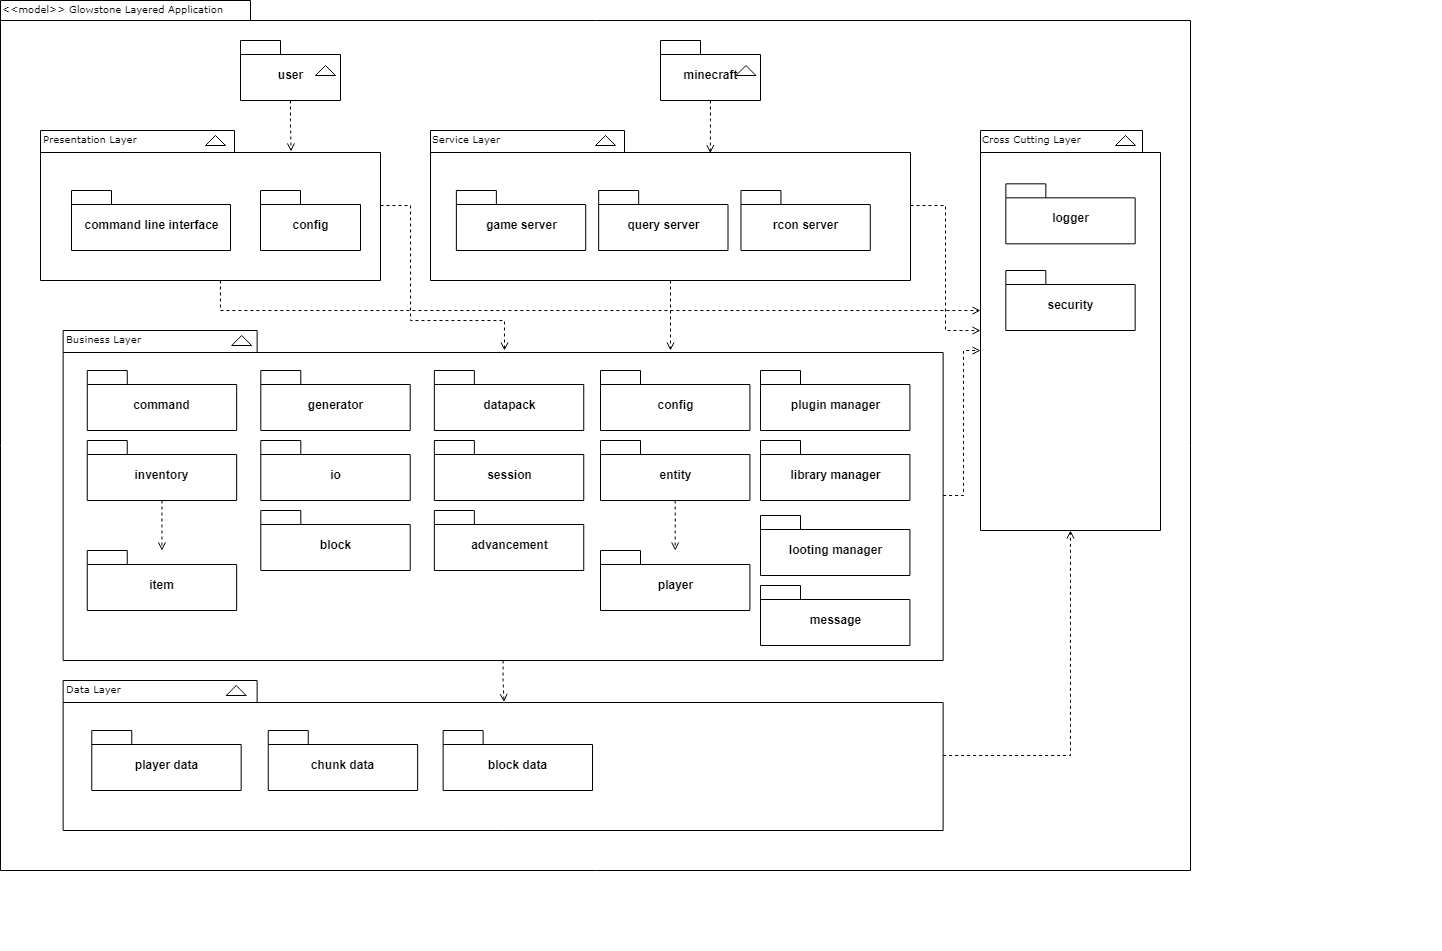 <<model>> Glowstone Layered Application
user
minecraft
Presentation Layer
Service Layer
Cross Cutting Layer
command line interface
config
game server
query server
rcon server
logger
security
Business Layer
command
generator
datapack
config
plugin manager
inventory
io
session
entity
library manager
block
advancement
looting manager
item
player
message
Data Layer
player data
chunk data
block data